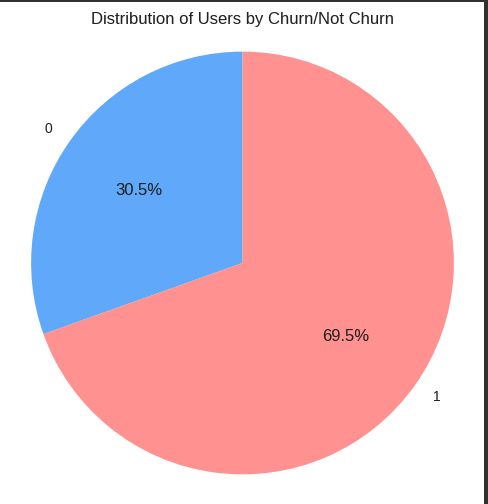 Distribution of Users by Churn/Not Churn
0
30.5%
69.5%
1